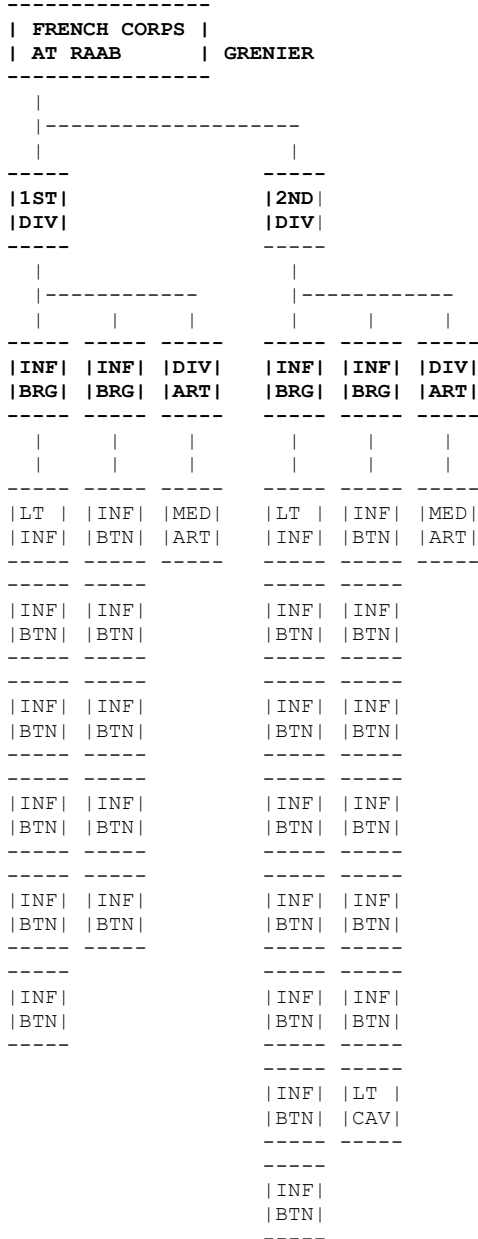 ----------------
| FRENCH CORPS |
| AT RAAB      | GRENIER
----------------
  |
  |--------------------
  |                   |
-----               -----
|1ST|               |2ND|
|DIV|               |DIV|
-----               -----
  |                   |
  |------------       |------------
  |     |     |       |     |     |
----- ----- -----   ----- ----- -----
|INF| |INF| |DIV|   |INF| |INF| |DIV|
|BRG| |BRG| |ART|   |BRG| |BRG| |ART|
----- ----- -----   ----- ----- -----
  |     |     |       |     |     |
  |     |     |       |     |     |
----- ----- -----   ----- ----- -----
|LT | |INF| |MED|   |LT | |INF| |MED|
|INF| |BTN| |ART|   |INF| |BTN| |ART|
----- ----- -----   ----- ----- -----
----- -----         ----- -----
|INF| |INF|         |INF| |INF|
|BTN| |BTN|         |BTN| |BTN|
----- -----         ----- -----
----- -----         ----- -----
|INF| |INF|         |INF| |INF|
|BTN| |BTN|         |BTN| |BTN|
----- -----         ----- -----
----- -----         ----- -----
|INF| |INF|         |INF| |INF|
|BTN| |BTN|         |BTN| |BTN|
----- -----         ----- -----
----- -----         ----- -----
|INF| |INF|         |INF| |INF|
|BTN| |BTN|         |BTN| |BTN|
----- -----         ----- -----
-----               ----- -----
|INF|               |INF| |INF|
|BTN|               |BTN| |BTN|
-----               ----- -----
                    ----- -----
                    |INF| |LT |
                    |BTN| |CAV|
                    ----- -----
                    -----
                    |INF|
                    |BTN|
                    -----